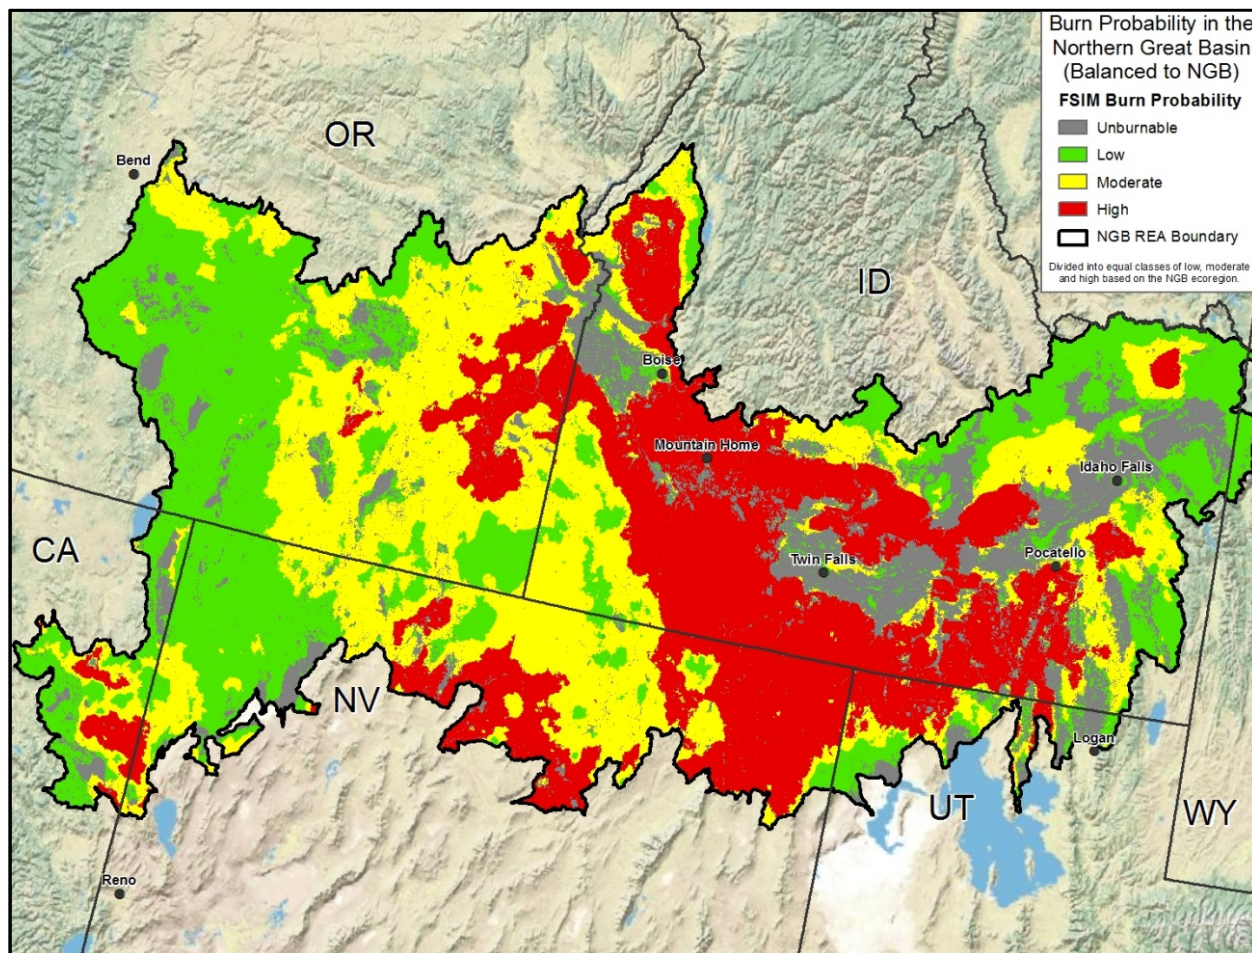 Burn Probability in the
Northern Great Basin
(Balanced to NGB)
FSIM Burn Probability
Unburnable
Low
Moderate
High
NGB REA Boundary
Divided into equal classes of low, moderate
and high based on the NGB ecoregion.
OR
Bend
ID
Boise
Mountain Home
Idaho Falls
CA
Twin Falls
Pocatello
NV
Logan
UT
WY
Reno